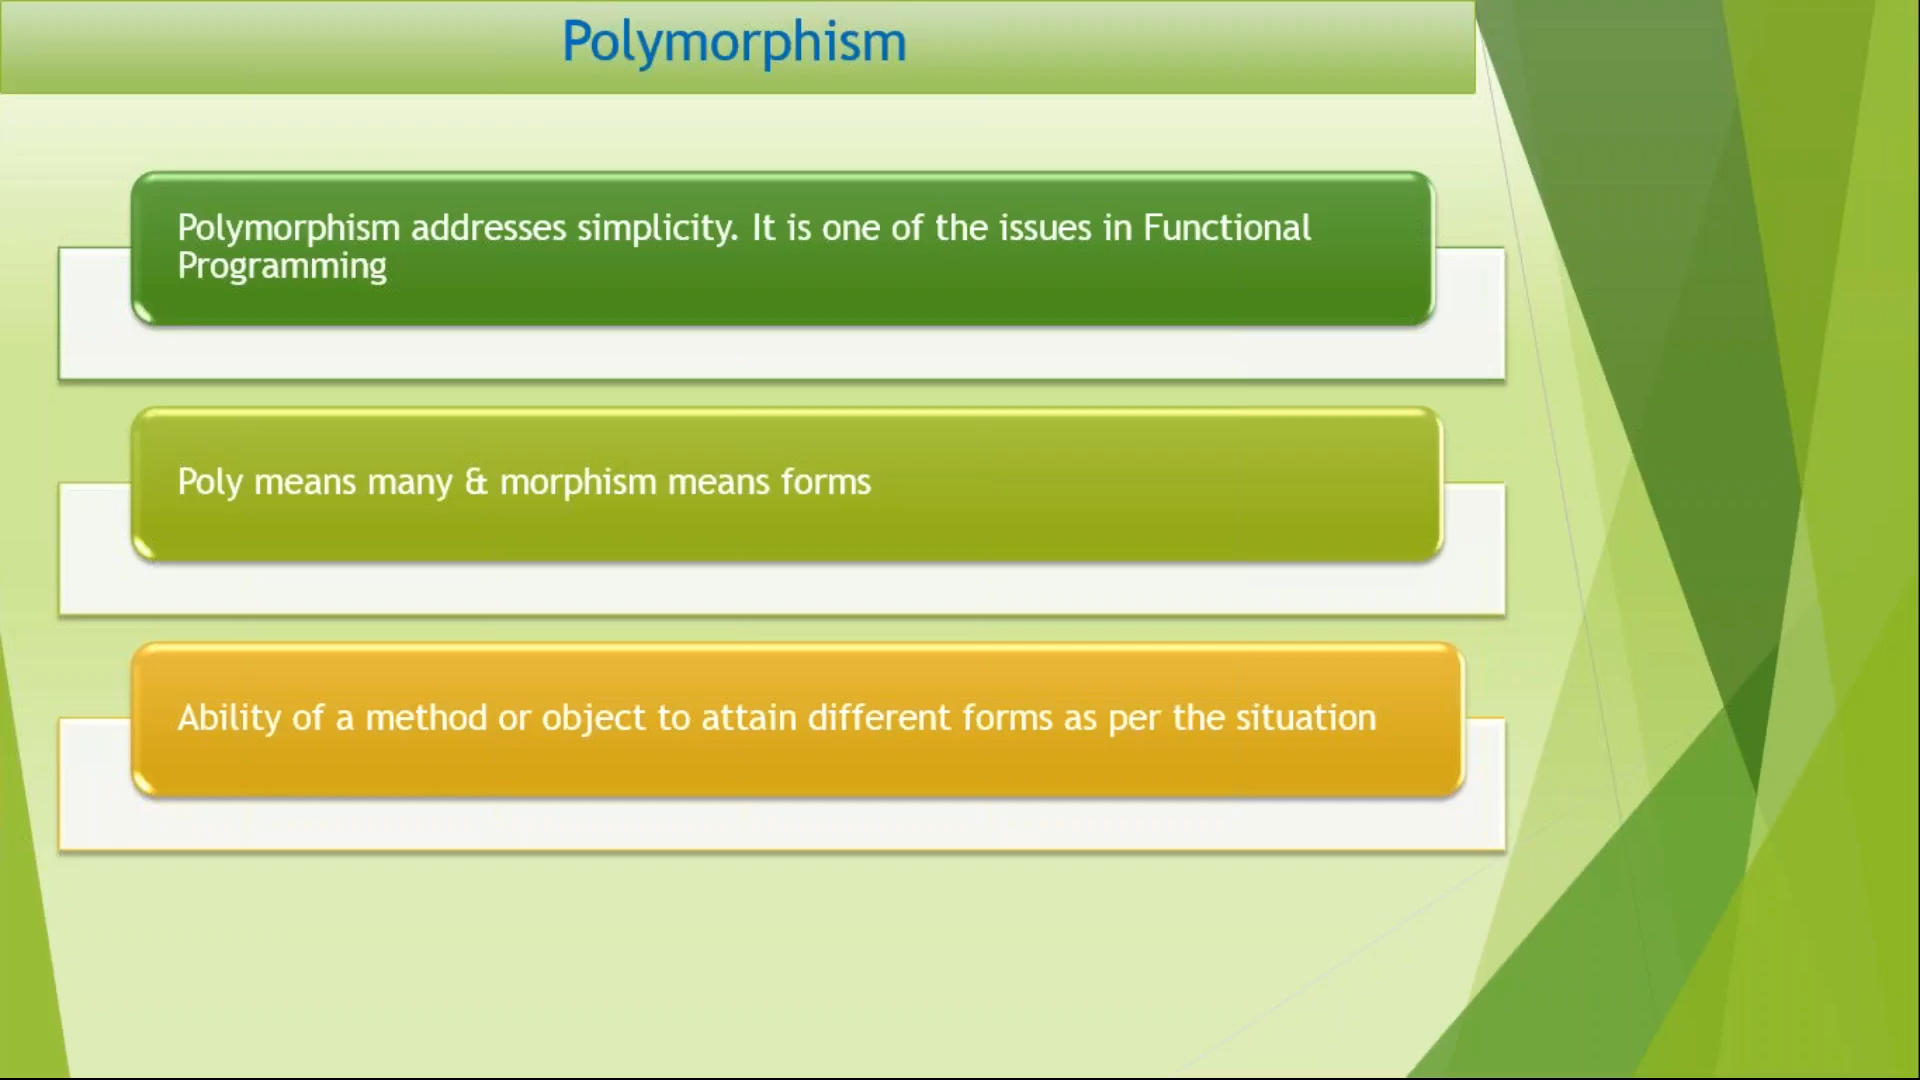 Polymorphism
Polymorphism addresses simplicity. It is one of the issues in Functional
Programming
Poly means many & morphism means forms
Ability of a method or object to attain different forms as per the situation